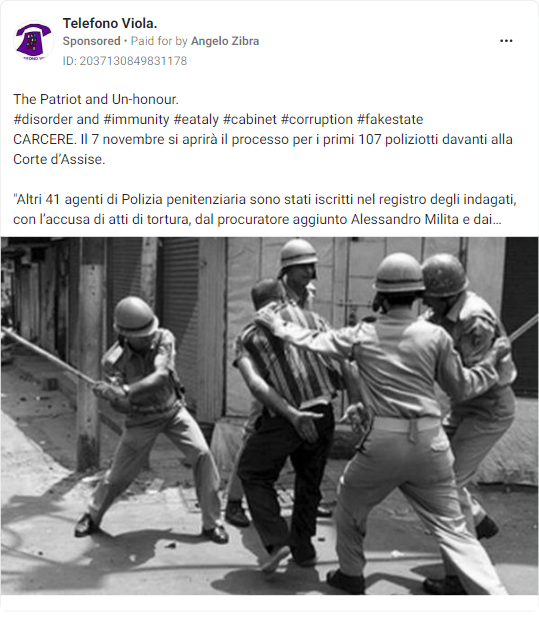 Telefono Viola.
Sponsored • Paid for by Angelo Zibra
ID: 2037130849831178
The Patriot and Un-honour.
#disorder and #immunity #eataly #cabinet #corruption #fakestate
CARCERE. Il 7 novembre si aprirà il processo per i primi 107 poliziotti davanti alla
Corte d’Assise.
"Altri 41 agenti di Polizia penitenziaria sono stati iscritti nel registro degli indagati,
con l’accusa di atti di tortura, dal procuratore aggiunto Alessandro Milita e dai...